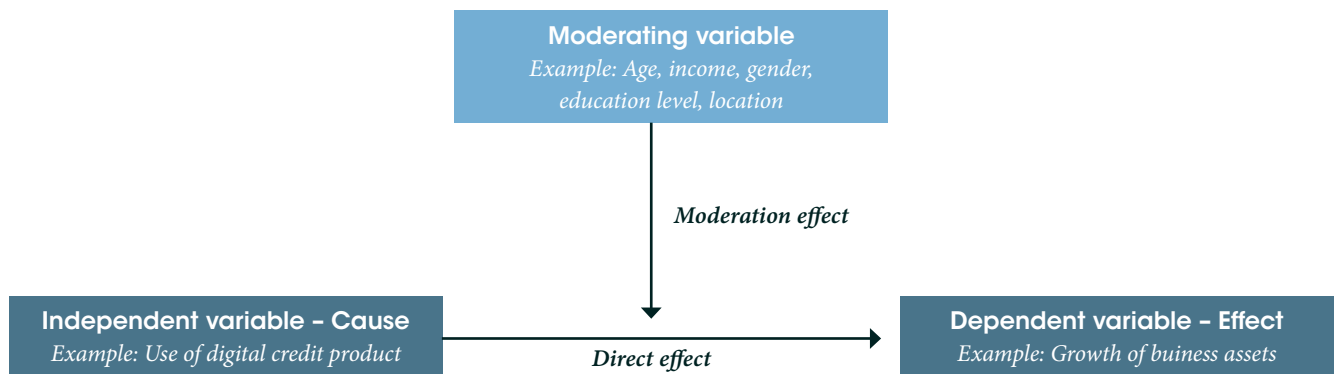 Moderating variable
Example: Age, income, gender,
education level, location
Moderation effect
Independent variable – Cause
Example: Use of digital credit product
Direct effect
Dependent variable – Effect
Example: Growth of buiness assets